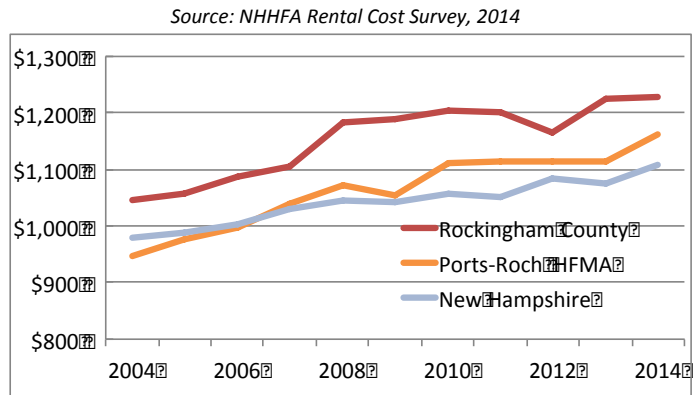 Source: NHHFA Rental Cost Survey, 2014
$1,300
$1,200
$1,100
$1,000
$900
$800
Rockingham County
Ports-Roch HFMA
New Hampshire
2004 2006 2008 2010 2012 2014